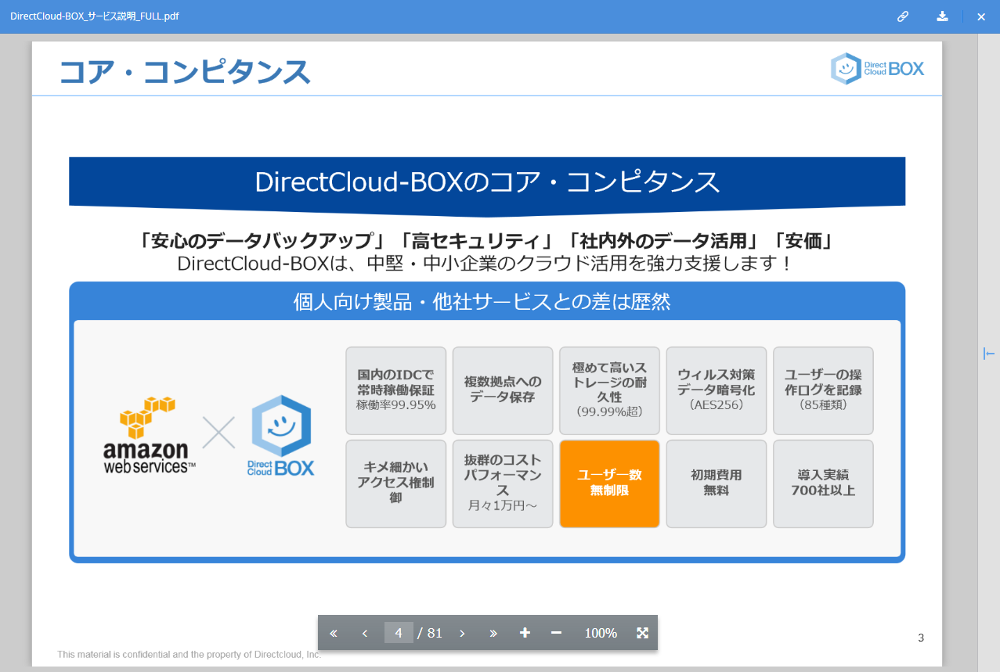 DirectCloud-BOX_サービス説明_FULL.pdf
コア・コンピタンス
Direct
Cloud BOX
DirectCloud-BOXのコア・コンピタンス
「安心のデータバックアップ」「高セキュリティ」「社内外のデータ活用」「安価」
DirectCloud-BOXは、中堅・中小企業のクラウド活用を強力支援します！
個人向け製品・他社サービスとの差は歴然
amazon
web services™
Direct
Cloud BOX
国内のIDCで
常時稼働保証
稼働率99.95%
複数拠点への
データ保存
極めて高いス
トレージの耐
久性
（99.99%超）
ウィルス対策
データ暗号化
（AES256）
ユーザーの操
作ログを記録
（85種類）
キメ細かい
アクセス権制
御
抜群のコスト
パフォーマン
ス
月々1万円～
ユーザー数
無制限
初期費用
無料
導入実績
700社以上
« ‹ 4 / 81 › » + − 100%
3
This material is confidential and the property of Directcloud, Inc.